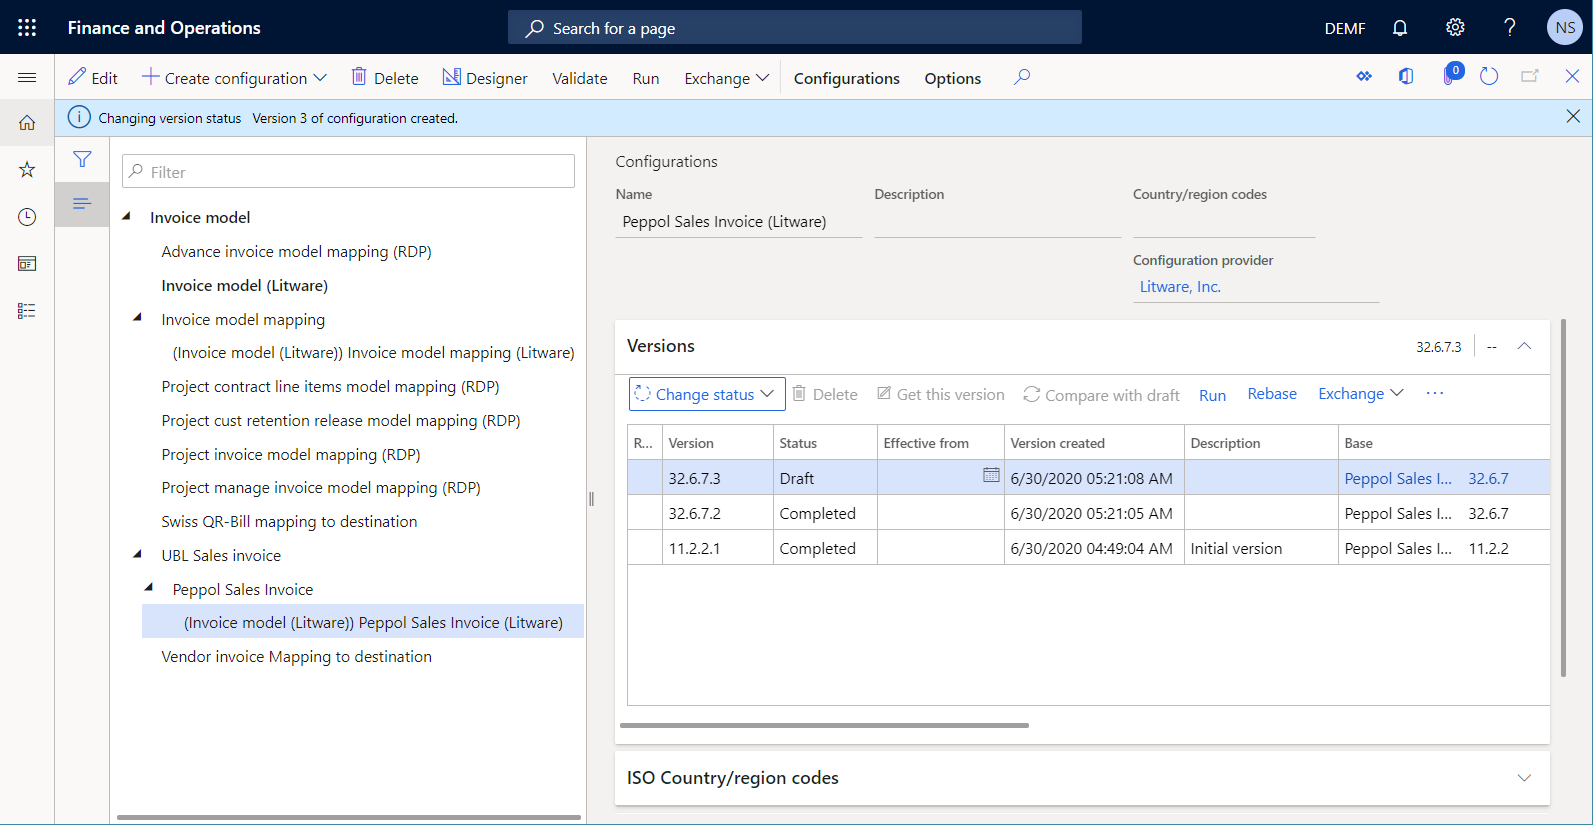 Finance and Operations
Search for a page
DEMF
?
NS
Edit
Create configuration
Delete
Designer
Validate
Run
Exchange
Configurations
Options
0
Changing version status Version 3 of configuration created.
Filter
Invoice model
Advance invoice model mapping (RDP)
Invoice model (Litware)
Invoice model mapping
(Invoice model (Litware)) Invoice model mapping (Litware)
Project contract line items model mapping (RDP)
Project cust retention release model mapping (RDP)
Project invoice model mapping (RDP)
Project manage invoice model mapping (RDP)
Swiss QR-Bill mapping to destination
UBL Sales invoice
Peppol Sales Invoice
(Invoice model (Litware)) Peppol Sales Invoice (Litware)
Vendor invoice Mapping to destination
Configurations
Name
Description
Country/region codes
Peppol Sales Invoice (Litware)
Configuration provider
Litware, Inc.
Versions
32.6.7.3
--
Change status
Delete
Get this version
Compare with draft
Run
Rebase
Exchange
···
R... Version Status Effective from Version created Description Base
32.6.7.3 Draft 6/30/2020 05:21:08 AM Peppol Sales I... 32.6.7
32.6.7.2 Completed 6/30/2020 05:21:05 AM Peppol Sales I... 32.6.7
11.2.2.1 Completed 6/30/2020 04:49:04 AM Initial version Peppol Sales I... 11.2.2
ISO Country/region codes